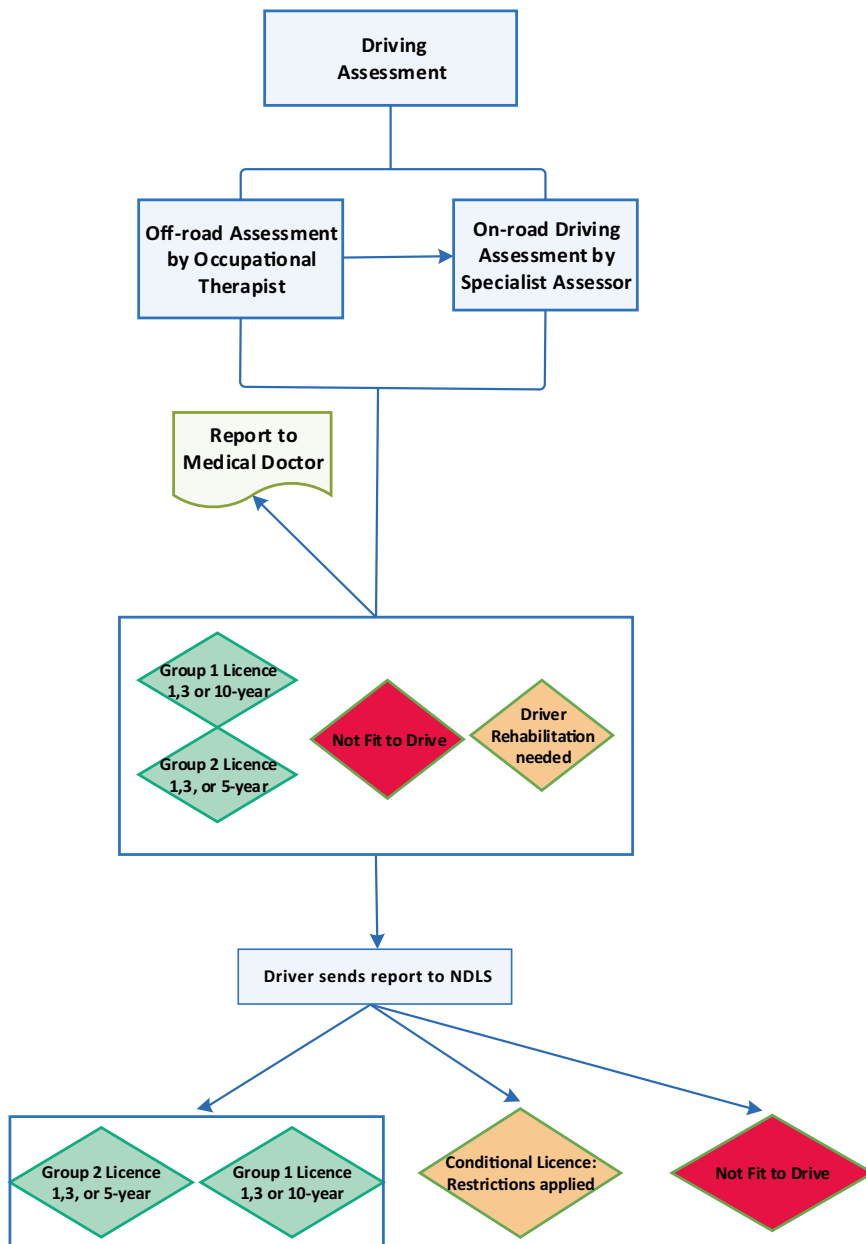 Driving
Assessment
Off-road Assessment
by Occupational
Therapist
On-road Driving
Assessment by
Specialist Assessor
Report to
Medical Doctor
Group 1 Licence
1,3 or 10-year
Group 2 Licence
1,3, or 5-year
Not Fit to Drive
Driver
Rehabilitation
needed
Driver sends report to NDLS
Group 2 Licence
1,3, or 5-year
Group 1 Licence
1,3 or 10-year
Conditional Licence:
Restrictions applied
Not Fit to Drive